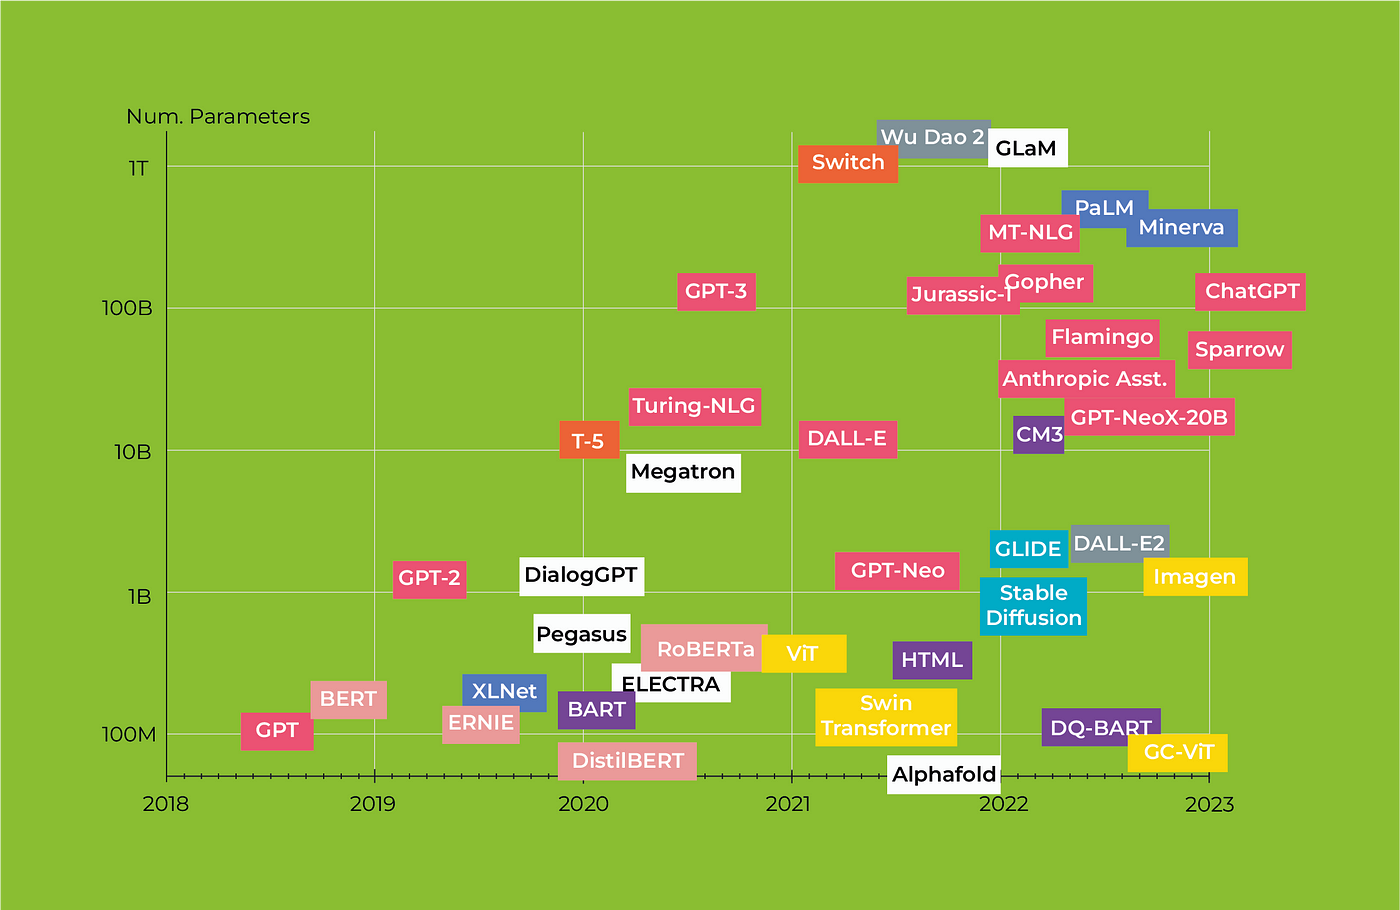 Num. Parameters
Wu Dao 2
GLaM
Switch
1T
PaLM
Minerva
MT-NLG
Gopher
GPT-3
Jurassic-1
ChatGPT
100B
Flamingo
Sparrow
Anthropic Asst.
Turing-NLG
GPT-NeoX-20B
T-5
DALL-E
CM3
10B
Megatron
GLIDE
DALL-E2
GPT-2
DialogGPT
GPT-Neo
Imagen
1B
Stable
Diffusion
Pegasus
RoBERTa
ViT
HTML
ELECTRA
BERT
XLNet
BART
Swin
Transformer
GPT
ERNIE
DQ-BART
100M
GC-ViT
DistilBERT
Alphafold
2018
2019
2020
2021
2022
2023